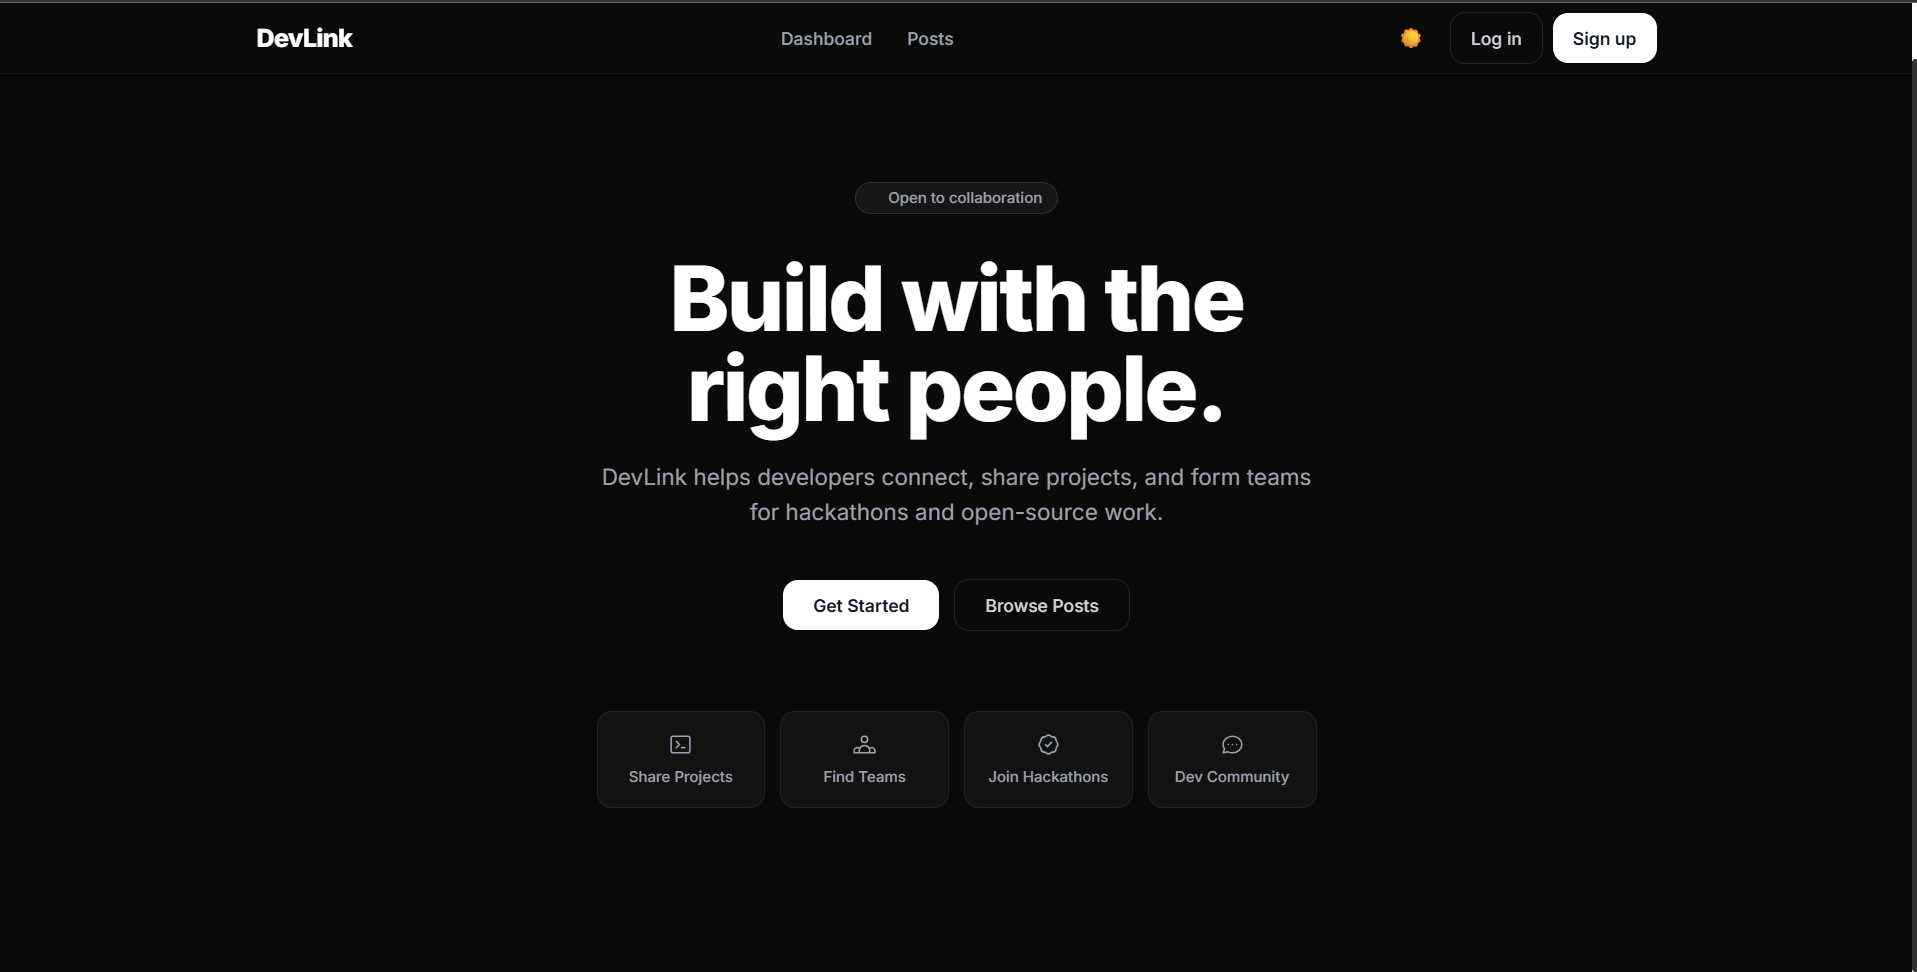 DevLink
Dashboard
Posts
Log in
Sign up
Open to collaboration
Build with the
right people.
DevLink helps developers connect, share projects, and form teams
for hackathons and open-source work.
Get Started
Browse Posts
Share Projects
Find Teams
Join Hackathons
Dev Community